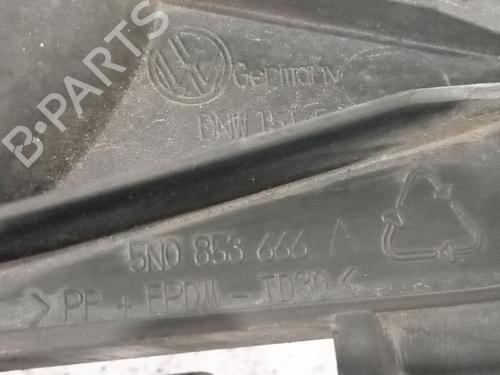 B-PARTS
Germany
5N0 853 666 A
>PP + EPDM - TD30<